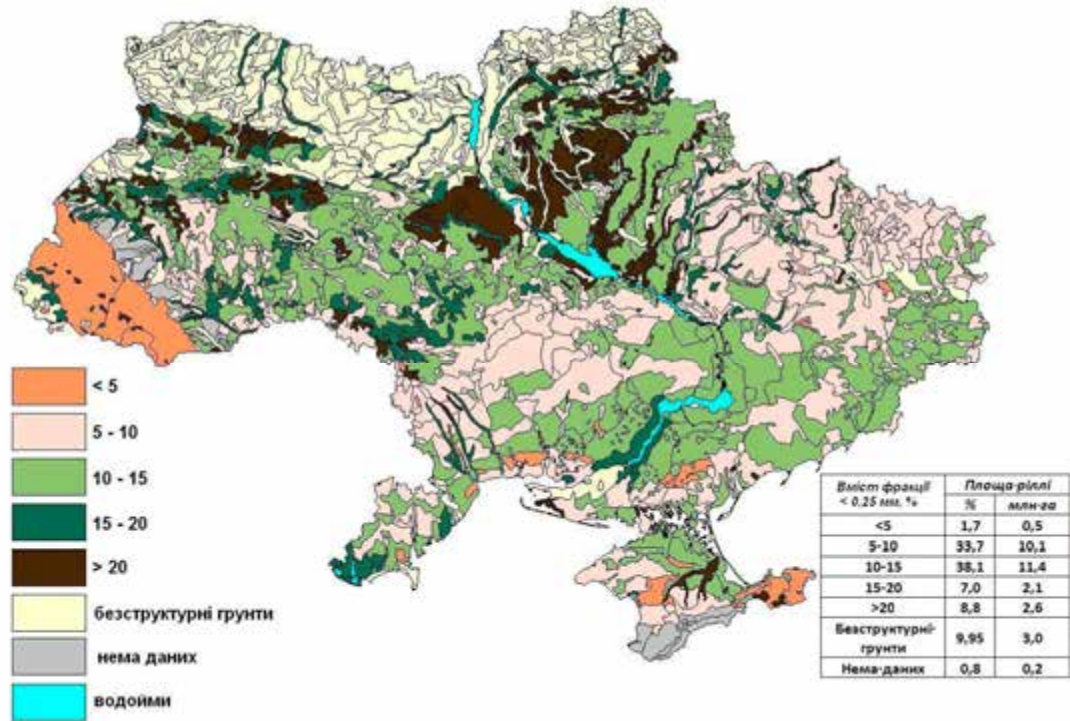 < 5
5 - 10
10 - 15
15 - 20
> 20
безструктурні грунти
нема даних
водойми
Вміст фракції < 0,25 мм, % Площа·ріллі
% млн·га
<5 1,7 0,5
5-10 33,7 10,1
10-15 38,1 11,4
15-20 7,0 2,1
>20 8,8 2,6
Безструктурні· грунти 9,95 3,0
Нема·даних 0,8 0,2